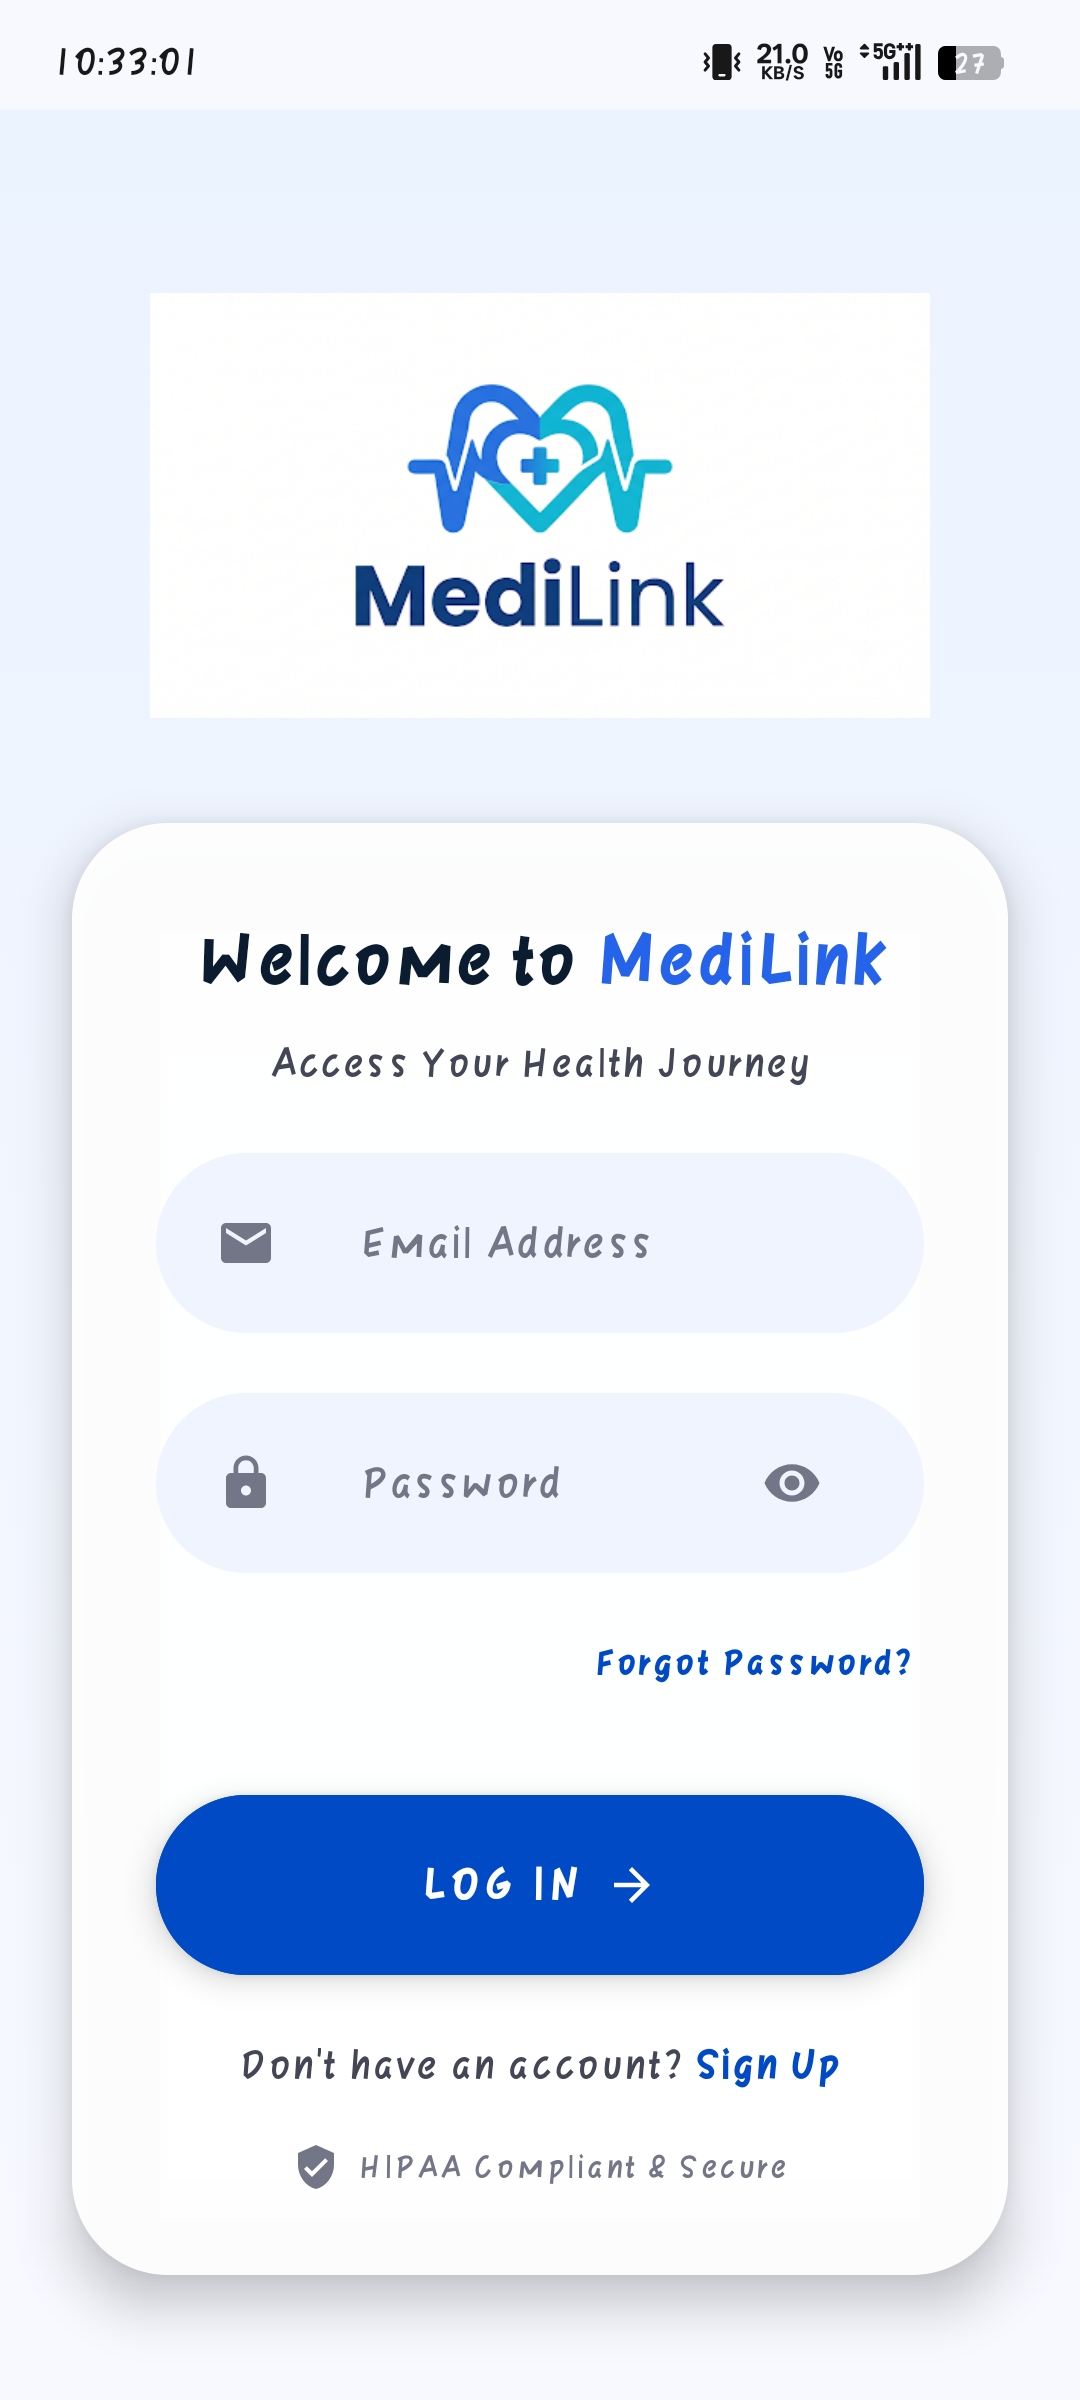 10:33:01
21.0 KB/S Vo 5G 5G++ 27
MediLink
Welcome to MediLink
Access Your Health Journey
Email Address
Password
Forgot Password?
LOG IN →
Don't have an account? Sign Up
HIPAA Compliant & Secure